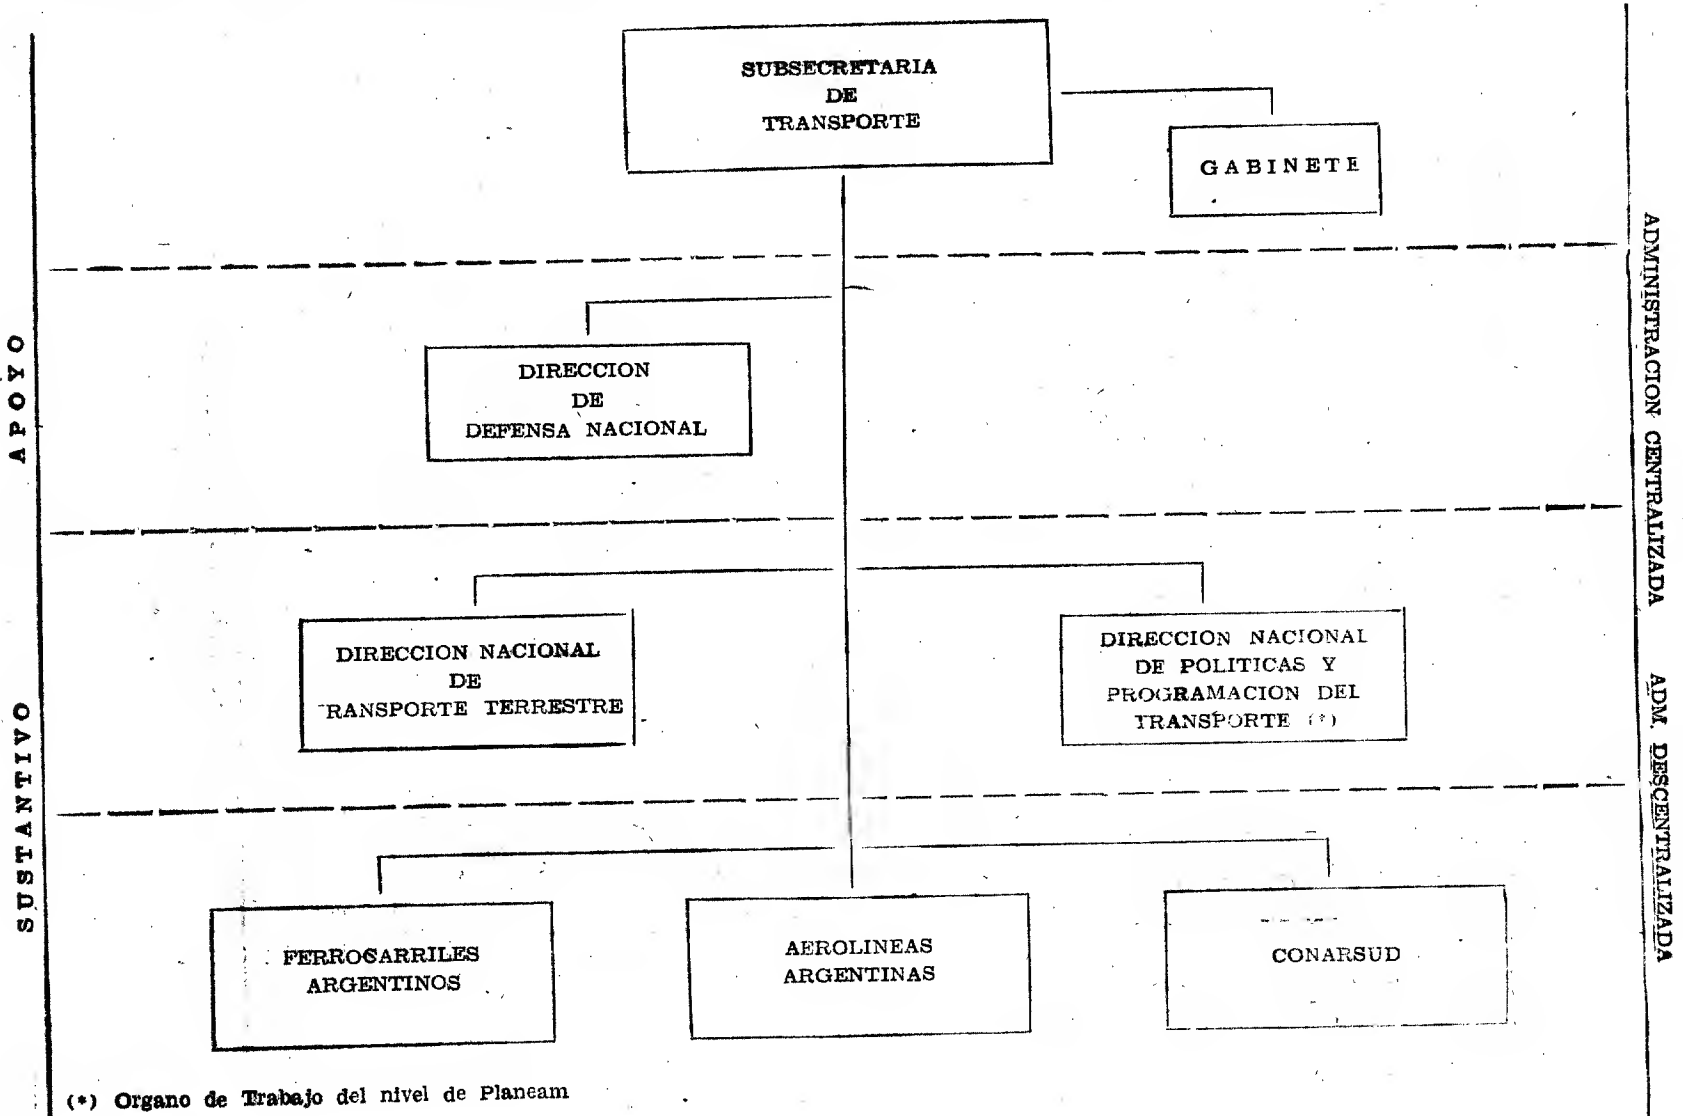 SUBSECRETARIA
DE
TRANSPORTE
GABINETE
APOYO
DIRECCION
DE
DEFENSA NACIONAL
ADMINISTRACION CENTRALIZADA
SUSTANTIVO
DIRECCION NACIONAL
DE
TRANSPORTE TERRESTRE
DIRECCION NACIONAL
DE POLITICAS Y
PROGRAMACION DEL
TRANSPORTE (*)
ADM. DESCENTRALIZADA
FERROCARRILES
ARGENTINOS
AEROLINEAS
ARGENTINAS
CONARSUD
(*) Organo de Trabajo del nivel de Planeam